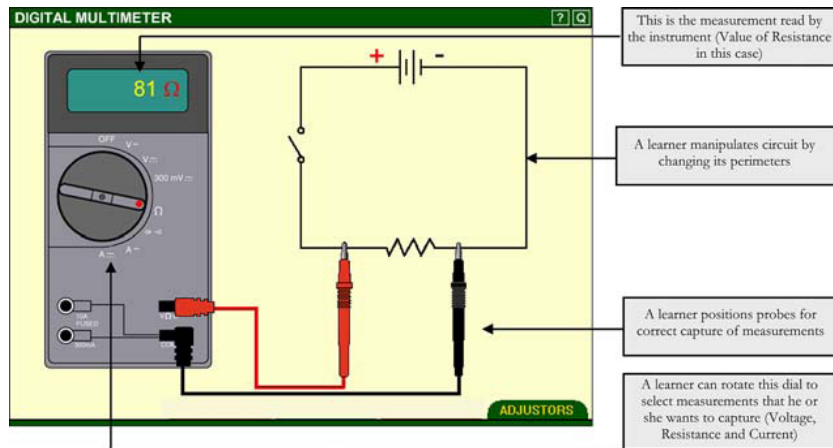 DIGITAL MULTIMETER
? Q
This is the measurement read by
the instrument (Value of Resistance
in this case)
81 Ω
+ -
OFF
V~
V⎓
300 mV⎓
Ω
A~
A⎓
A learner manipulates circuit by
changing its perimeters
10A
FUSED
300mA
VΩ
COM
A learner positions probes for
correct capture of measurements
A learner can rotate this dial to
select measurements that he or
she wants to capture (Voltage,
Resistance and Current)
ADJUSTORS